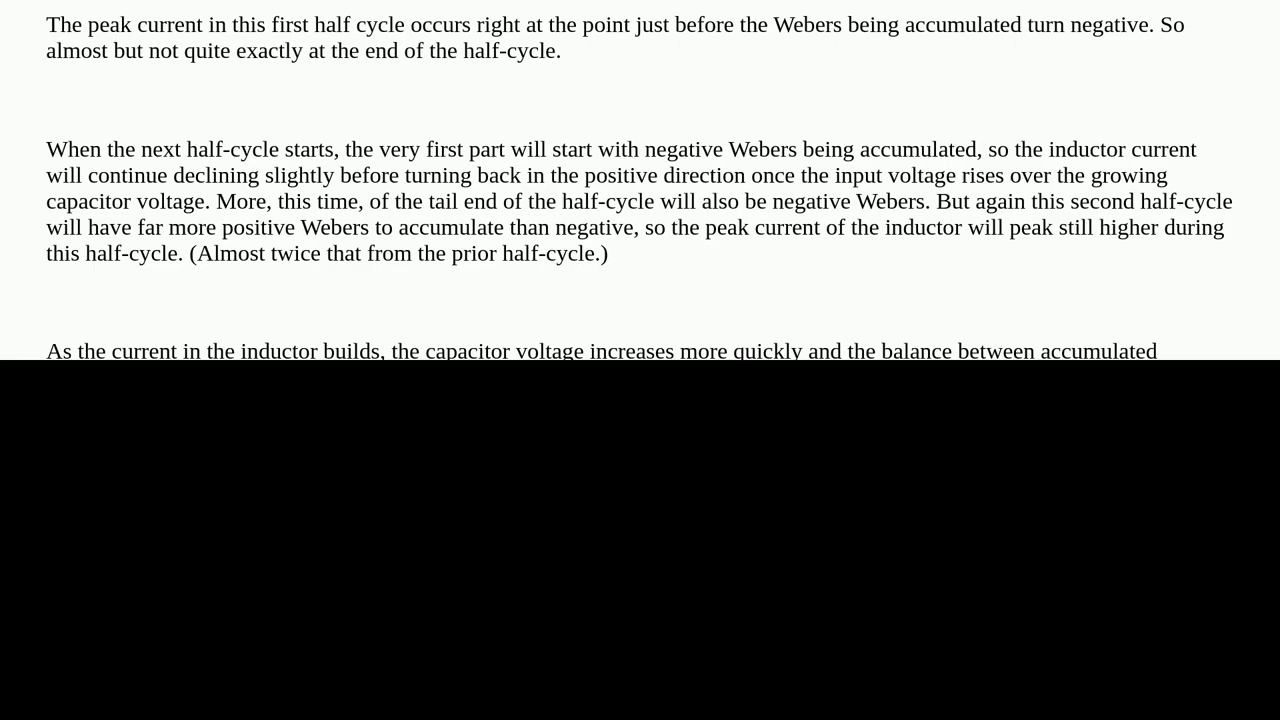 The peak current in this first half cycle occurs right at the point just before the Webers being accumulated turn negative. So
almost but not quite exactly at the end of the half-cycle.
When the next half-cycle starts, the very first part will start with negative Webers being accumulated, so the inductor current
will continue declining slightly before turning back in the positive direction once the input voltage rises over the growing
capacitor voltage. More, this time, of the tail end of the half-cycle will also be negative Webers. But again this second half-cycle
will have far more positive Webers to accumulate than negative, so the peak current of the inductor will peak still higher during
this half-cycle. (Almost twice that from the prior half-cycle.)
As the current in the inductor builds, the capacitor voltage increases more quickly and the balance between accumulated